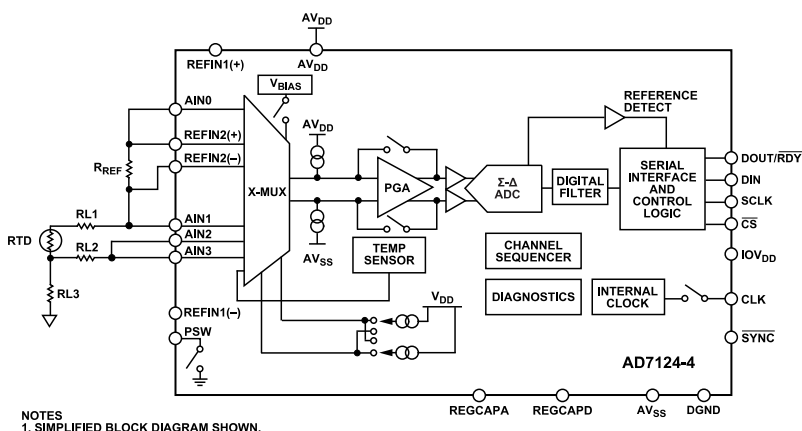 AVDD
REFIN1(+)
AVDD
VBIAS
REFERENCE
DETECT
AIN0
AVDD
REFIN2(+)
REFIN2(–)
RREF
X-MUX
PGA
Σ-Δ
ADC
DIGITAL
FILTER
SERIAL
INTERFACE
AND
CONTROL
LOGIC
DOUT/RDY
DIN
SCLK
CS
RL1
AIN1
RTD
RL2
AIN2
AIN3
AVSS
TEMP
SENSOR
CHANNEL
SEQUENCER
IOVDD
RL3
REFIN1(–)
VDD
DIAGNOSTICS
INTERNAL
CLOCK
CLK
PSW
SYNC
AD7124-4
REGCAPA
REGCAPD
AVSS
DGND
NOTES
1. SIMPLIFIED BLOCK DIAGRAM SHOWN.